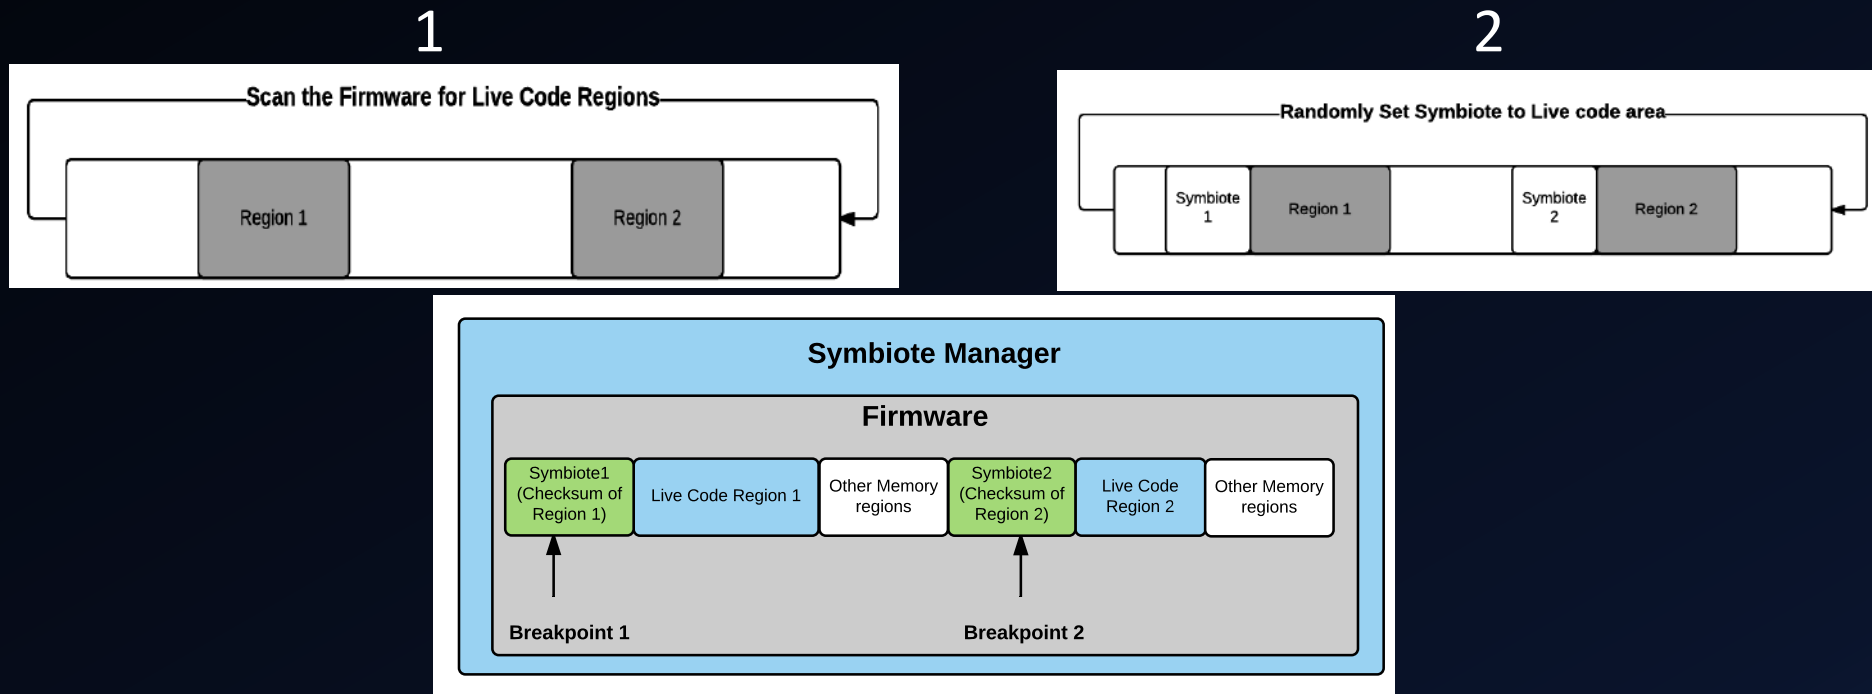 1
2
Scan the Firmware for Live Code Regions
Region 1
Region 2
Randomly Set Symbiote to Live code area
Symbiote
1
Region 1
Symbiote
2
Region 2
Symbiote Manager
Firmware
Symbiote1
(Checksum of
Region 1)
Live Code Region 1
Other Memory
regions
Symbiote2
(Checksum of
Region 2)
Live Code
Region 2
Other Memory
regions
Breakpoint 1
Breakpoint 2